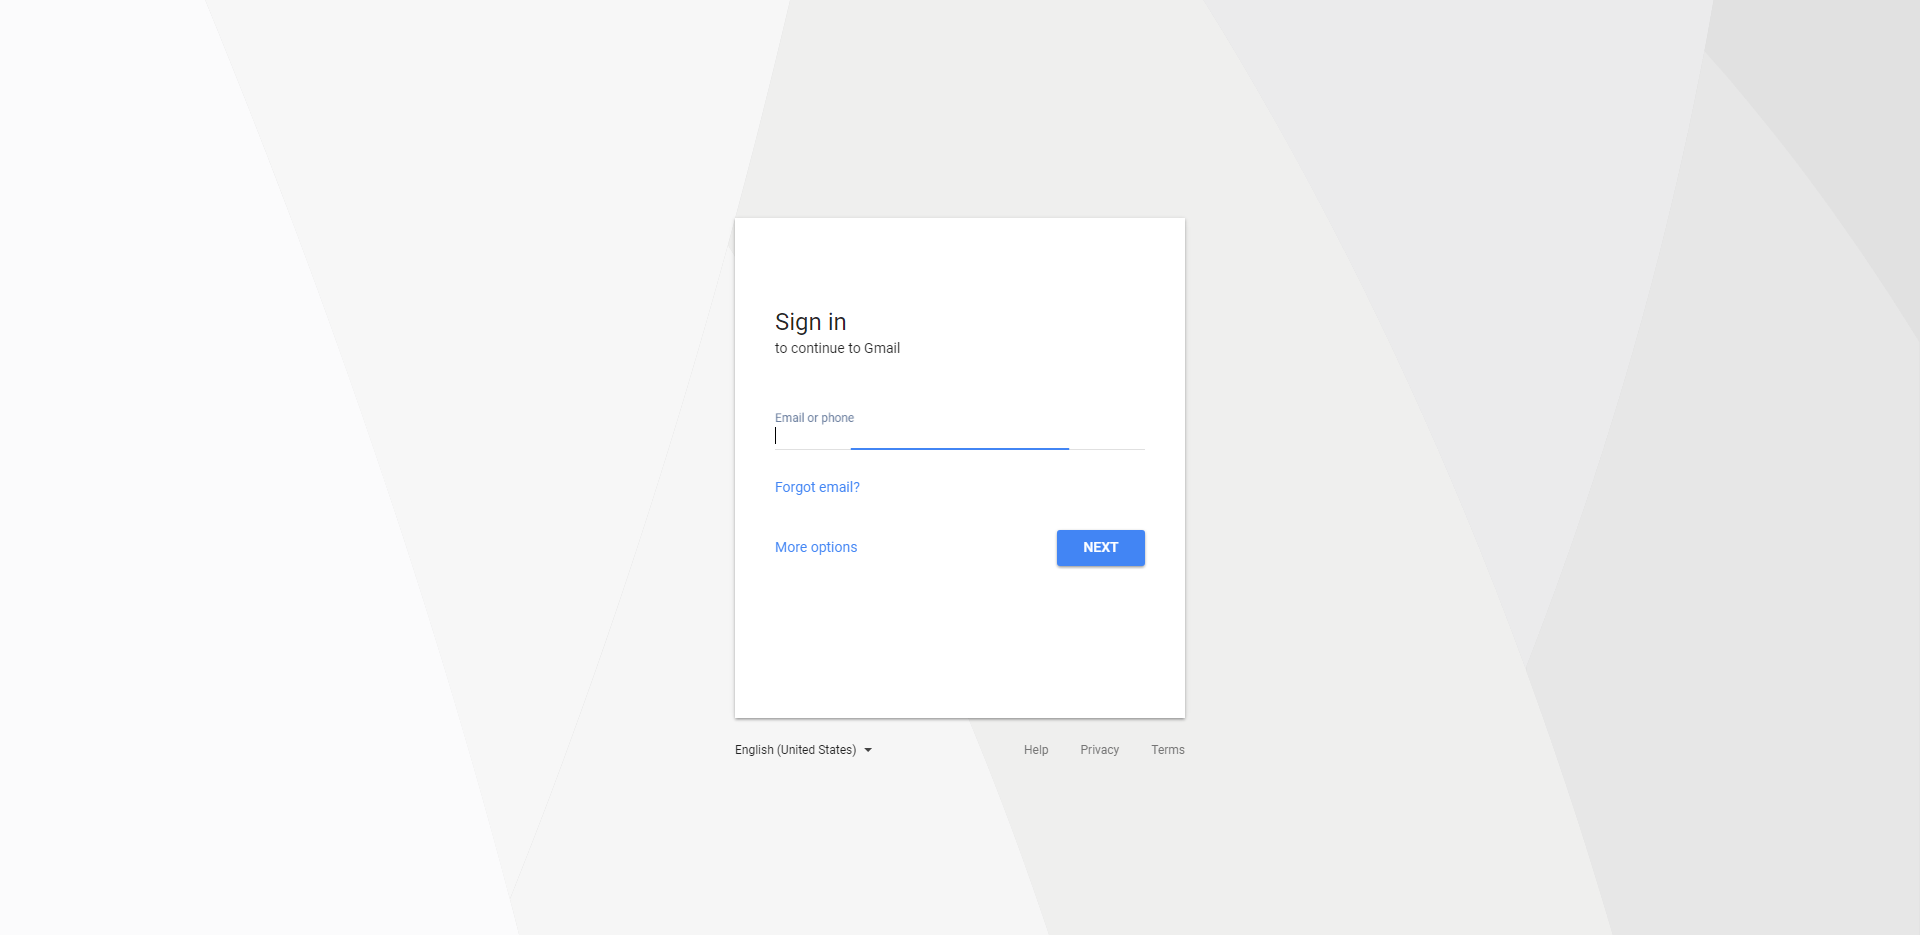 Sign in
to continue to Gmail
Email or phone
Forgot email?
More options
NEXT
English (United States)
Help Privacy Terms